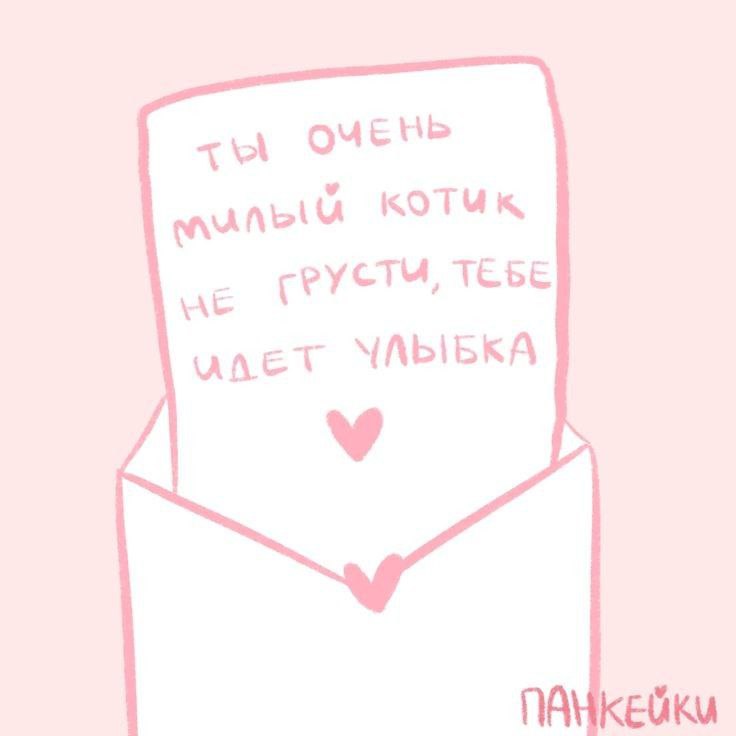 ТЫ ОЧЕНЬ
МИЛЫЙ КОТИК
НЕ ГРУСТИ, ТЕБЕ
ИДЕТ УЛЫБКА
ПАНКЕЙКИ